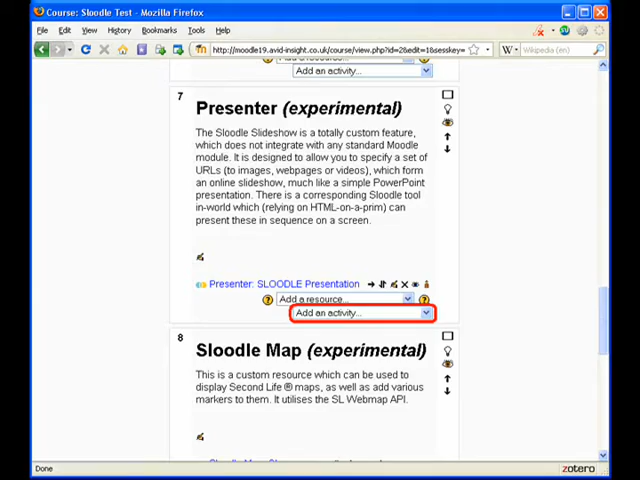 Course: Sloodle Test - Mozilla Firefox
File Edit View History Bookmarks Tools Help
http://moodle19.avid-insight.co.uk/course/view.php?id=2&edit=1&sesskey=
Wikipedia (en)
Add a resource...
Add an activity...
7
Presenter (experimental)
The Sloodle Slideshow is a totally custom feature,
which does not integrate with any standard Moodle
module. It is designed to allow you to specify a set of
URLs (to images, webpages or videos), which form
an online slideshow, much like a simple PowerPoint
presentation. There is a corresponding Sloodle tool
in-world which (relying on HTML-on-a-prim) can
present these in sequence on a screen.
Presenter: SLOODLE Presentation
Add a resource...
Add an activity...
8
Sloodle Map (experimental)
This is a custom resource which can be used to
display Second Life ® maps, as well as add various
markers to them. It utilises the SL Webmap API.
Done
zotero